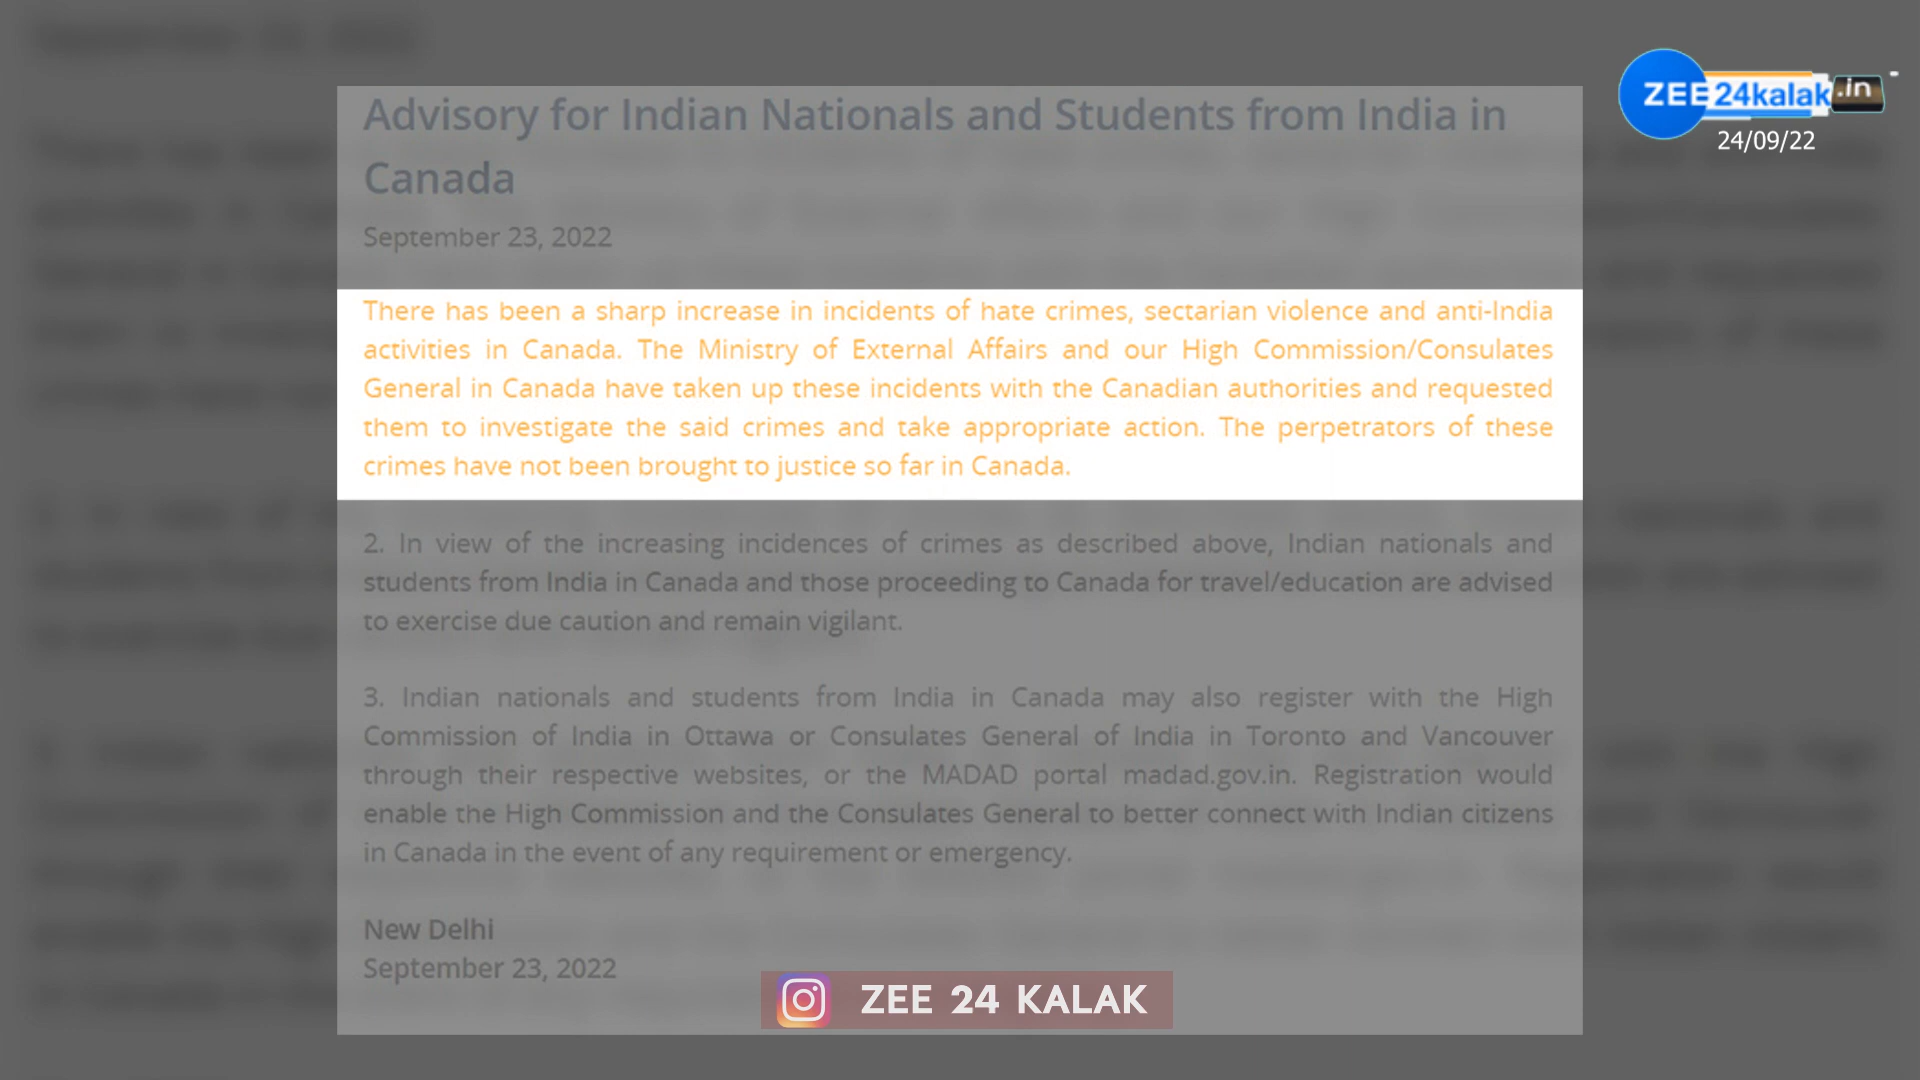 ZEE 24kalak.in
24/09/22
Advisory for Indian Nationals and Students from India in
Canada
September 23, 2022
There has been a sharp increase in incidents of hate crimes, sectarian violence and anti-India
activities in Canada. The Ministry of External Affairs and our High Commission/Consulates
General in Canada have taken up these incidents with the Canadian authorities and requested
them to investigate the said crimes and take appropriate action. The perpetrators of these
crimes have not been brought to justice so far in Canada.
2. In view of the increasing incidences of crimes as described above, Indian nationals and
students from India in Canada and those proceeding to Canada for travel/education are advised
to exercise due caution and remain vigilant.
3. Indian nationals and students from India in Canada may also register with the High
Commission of India in Ottawa or Consulates General of India in Toronto and Vancouver
through their respective websites, or the MADAD portal madad.gov.in. Registration would
enable the High Commission and the Consulates General to better connect with Indian citizens
in Canada in the event of any requirement or emergency.
New Delhi
September 23, 2022
ZEE 24 KALAK